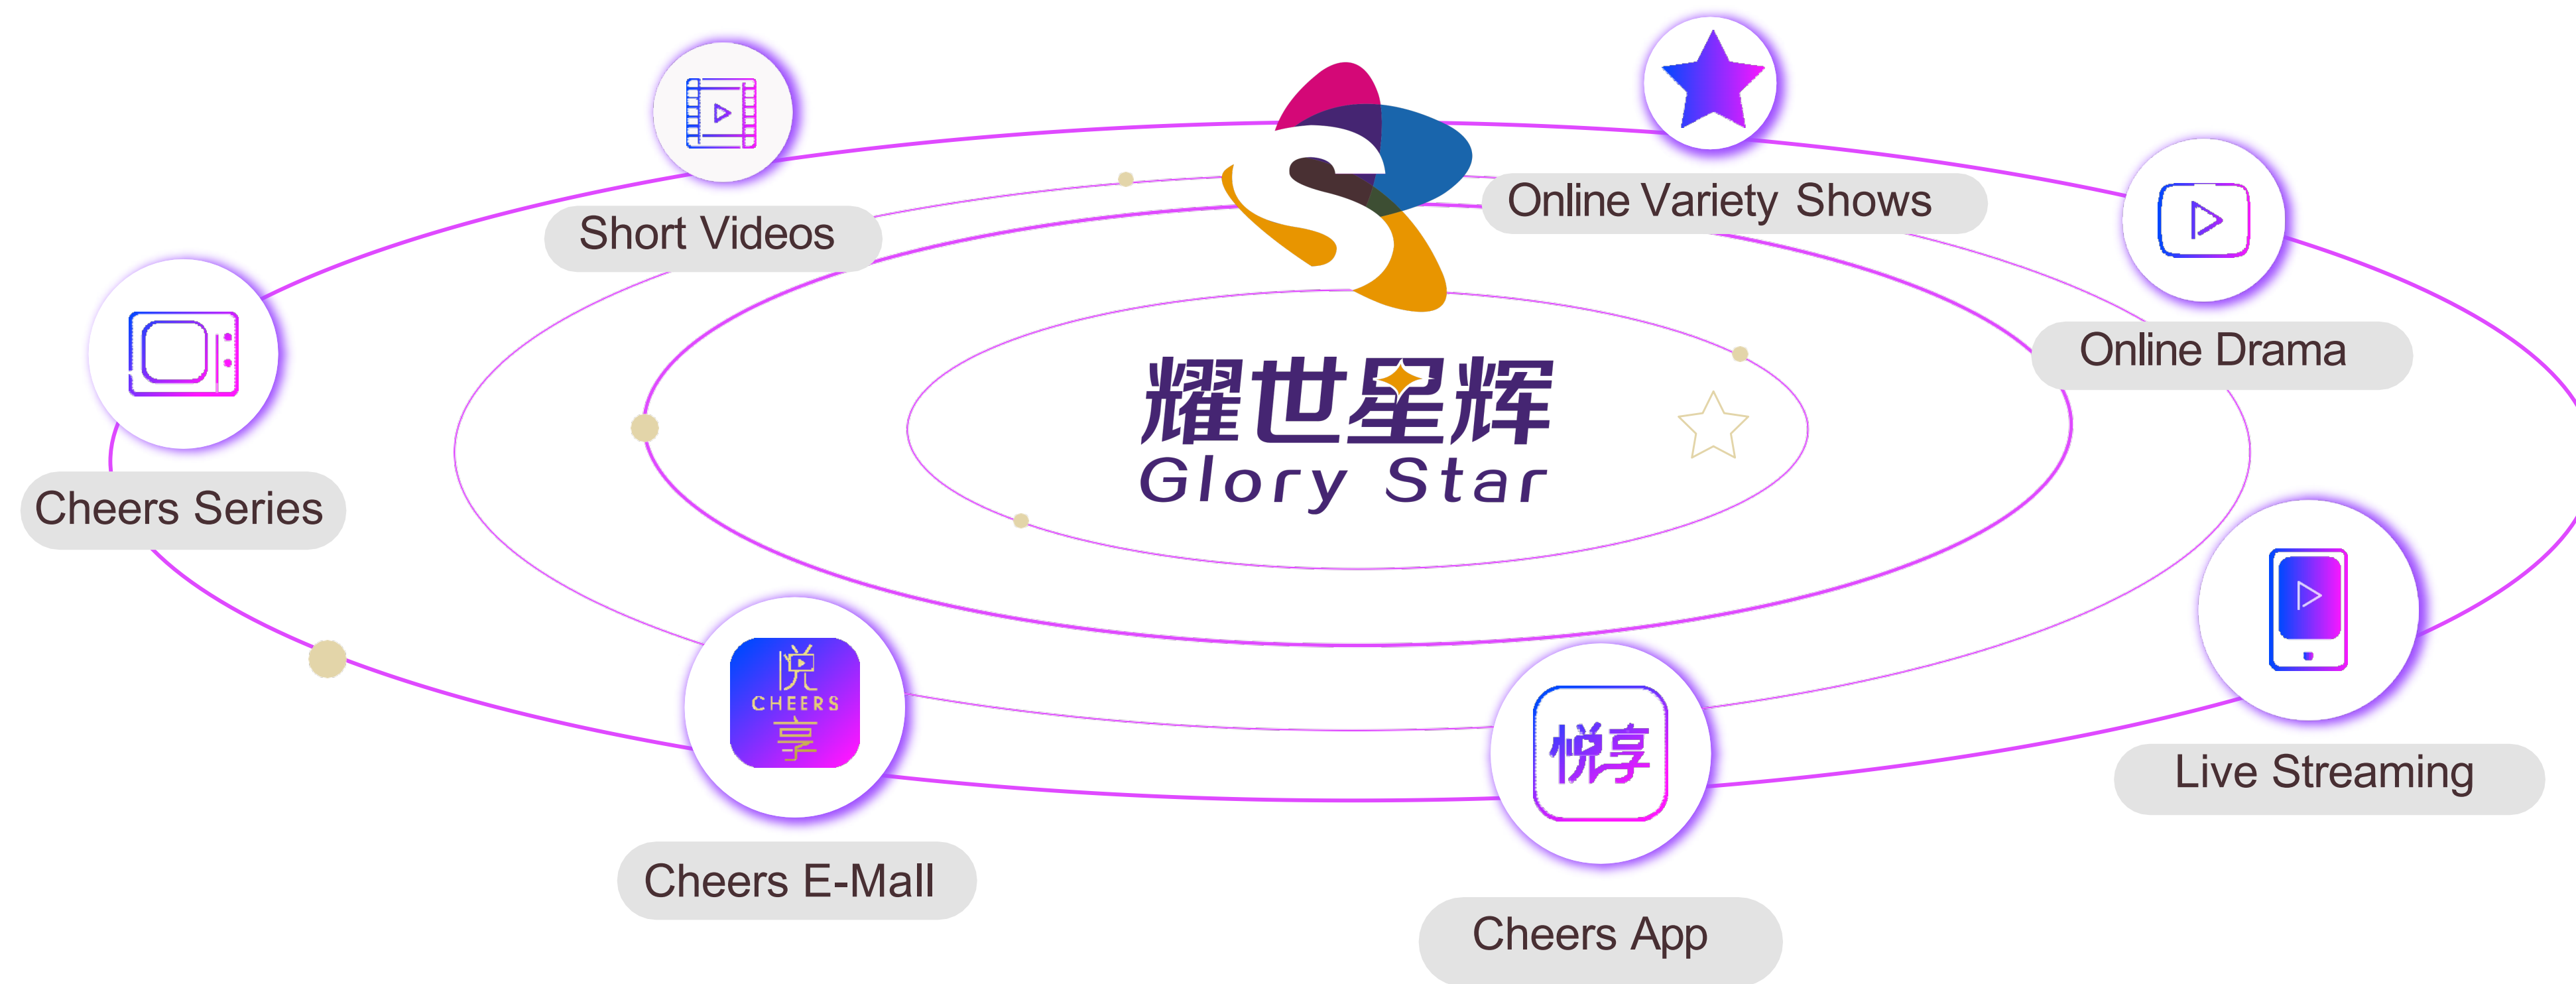 Online Variety Shows
Short Videos
Online Drama
耀世星辉
Glory Star
Cheers Series
悦
CHEERS
享
悦享
Live Streaming
Cheers E-Mall
Cheers App